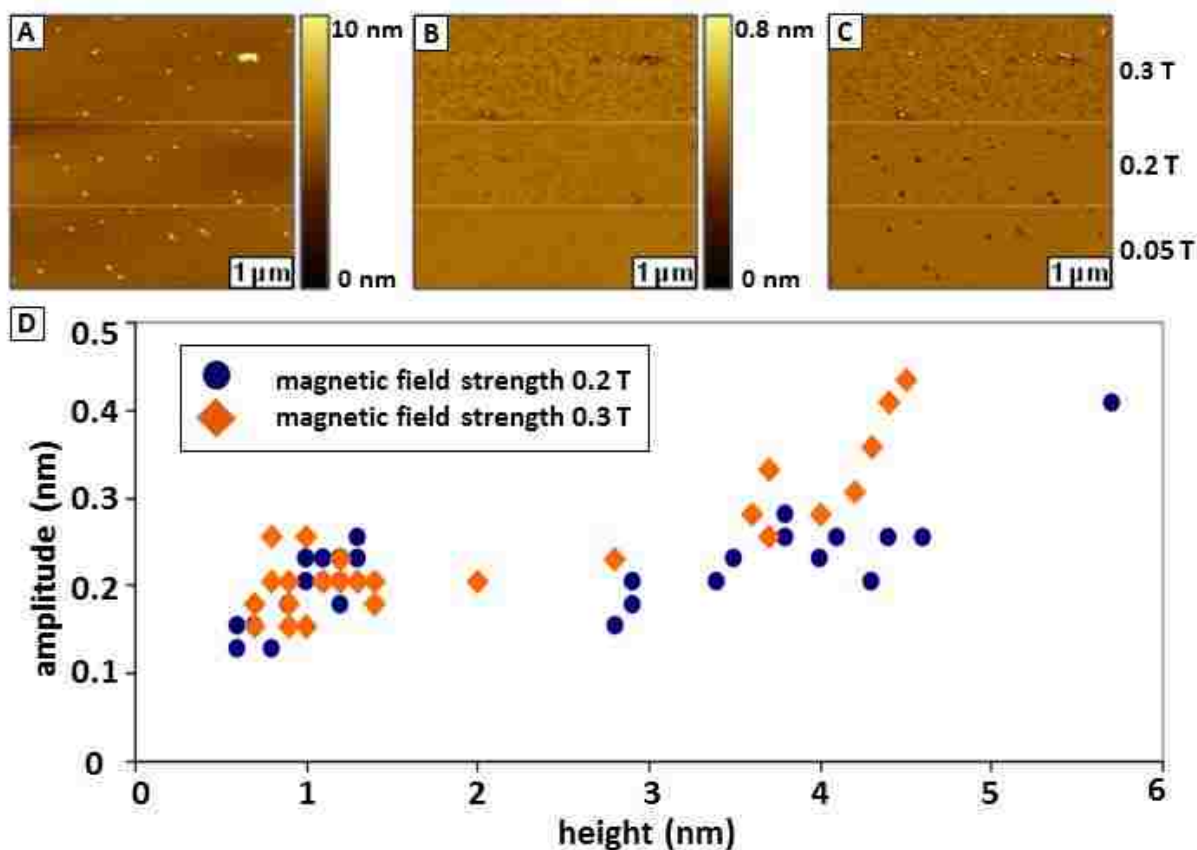 A
10 nm
0 nm
1 μm
B
0.8 nm
0 nm
C
1 μm
0.3 T
0.2 T
0.05 T
D
magnetic field strength 0.2 T
magnetic field strength 0.3 T
amplitude (nm)
0.5
0.4
0.3
0.2
0.1
0
0
1
2
3
4
5
6
height (nm)